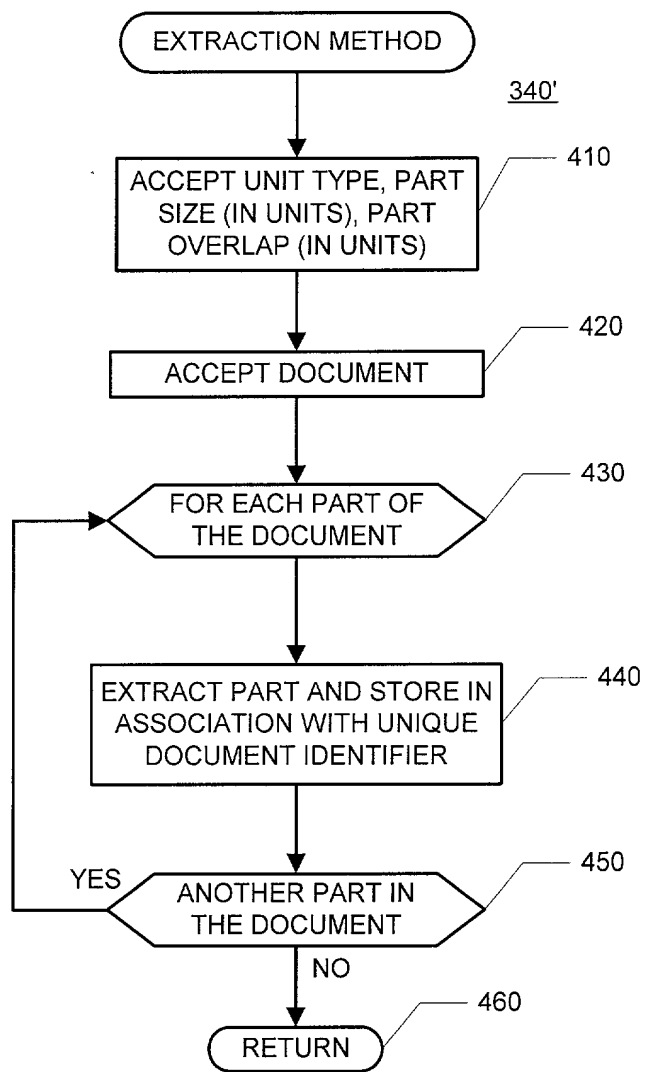 EXTRACTION METHOD
340'
410
ACCEPT UNIT TYPE, PART
SIZE (IN UNITS), PART
OVERLAP (IN UNITS)
420
ACCEPT DOCUMENT
430
FOR EACH PART OF
THE DOCUMENT
440
EXTRACT PART AND STORE IN
ASSOCIATION WITH UNIQUE
DOCUMENT IDENTIFIER
450
YES
ANOTHER PART IN
THE DOCUMENT
NO
460
RETURN